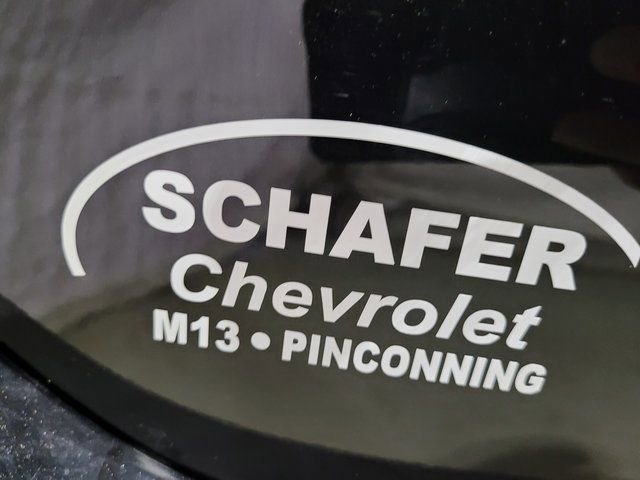 SCHAFER
Chevrolet
M13 • PINCONNING